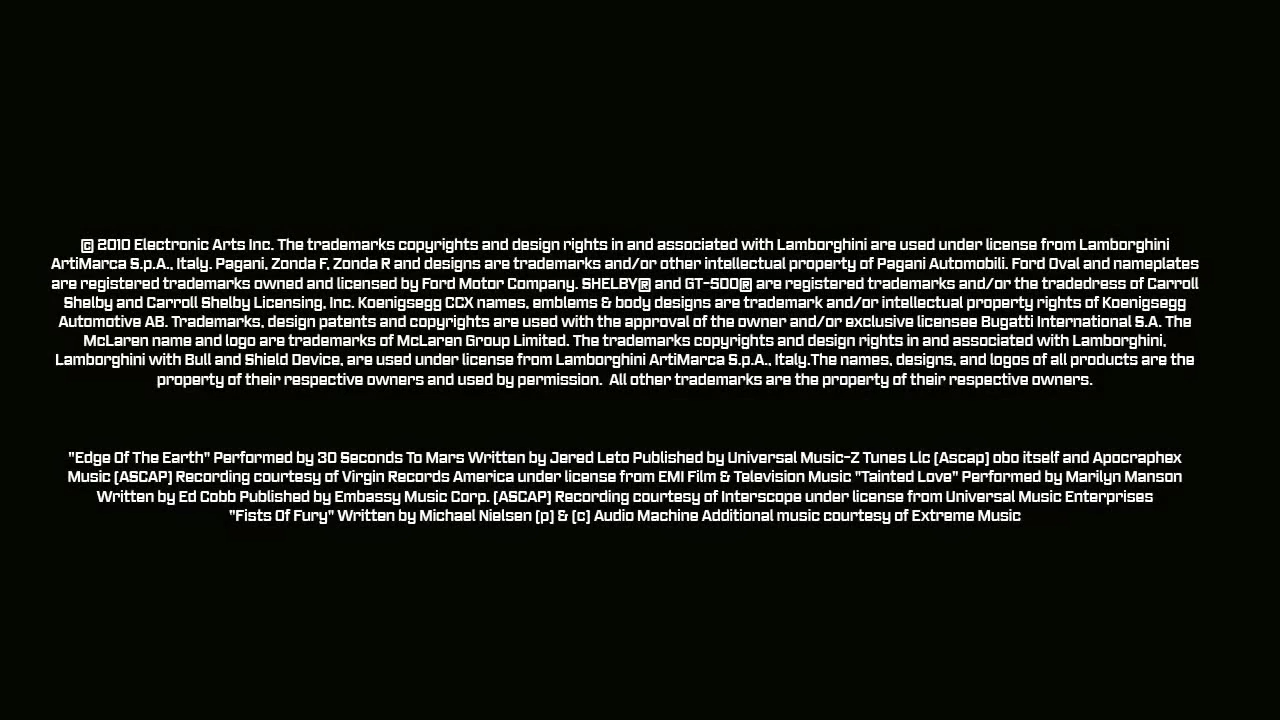 © 2010 Electronic Arts Inc. The trademarks copyrights and design rights in and associated with Lamborghini are used under license from Lamborghini
ArtiMarca S.p.A., Italy. Pagani, Zonda F, Zonda R and designs are trademarks and/or other intellectual property of Pagani Automobili. Ford Oval and nameplates
are registered trademarks owned and licensed by Ford Motor Company. SHELBY® and GT-500® are registered trademarks and/or the tradedress of Carroll
Shelby and Carroll Shelby Licensing, Inc. Koenigsegg CCX names, emblems & body designs are trademark and/or intellectual property rights of Koenigsegg
Automotive AB. Trademarks, design patents and copyrights are used with the approval of the owner and/or exclusive licensee Bugatti International S.A. The
McLaren name and logo are trademarks of McLaren Group Limited. The trademarks copyrights and design rights in and associated with Lamborghini,
Lamborghini with Bull and Shield Device, are used under license from Lamborghini ArtiMarca S.p.A., Italy.The names, designs, and logos of all products are the
property of their respective owners and used by permission.  All other trademarks are the property of their respective owners.
"Edge Of The Earth" Performed by 30 Seconds To Mars Written by Jered Leto Published by Universal Music-Z Tunes Llc (Ascap) obo itself and Apocraphex
Music (ASCAP) Recording courtesy of Virgin Records America under license from EMI Film & Television Music "Tainted Love" Performed by Marilyn Manson
Written by Ed Cobb Published by Embassy Music Corp. (ASCAP) Recording courtesy of Interscope under license from Universal Music Enterprises
"Fists Of Fury" Written by Michael Nielsen (p) & (c) Audio Machine Additional music courtesy of Extreme Music